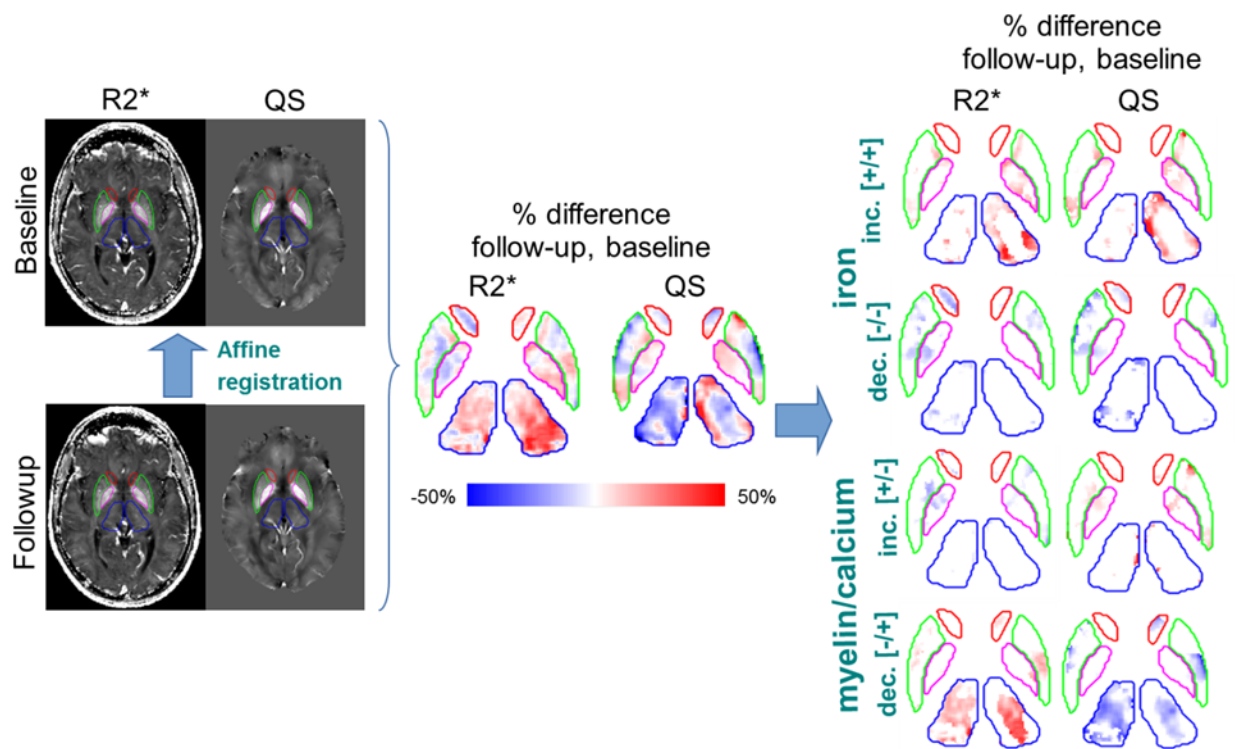 R2*
QS
Baseline
Affine
registration
Followup
% difference
follow-up, baseline
R2*
QS
-50%
50%
% difference
follow-up, baseline
R2*
QS
iron
inc. [+/+]
dec. [-/-]
myelin/calcium
inc. [+/-]
dec. [-/+]